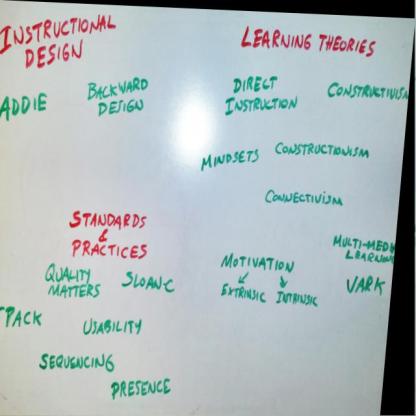 INSTRUCTIONAL
DESIGN
ADDIE
BACKWARD
DESIGN
LEARNING THEORIES
DIRECT
INSTRUCTION
CONSTRUCTIVISM
MINDSETS
CONSTRUCTIONISM
CONNECTIVISM
MULTI-MEDIA
LEARNING
MOTIVATION
EXTRINSIC INTRINSIC
VARK
STANDARDS
&
PRACTICES
QUALITY
MATTERS
SLOAN-C
TPACK
USABILITY
SEQUENCING
PRESENCE